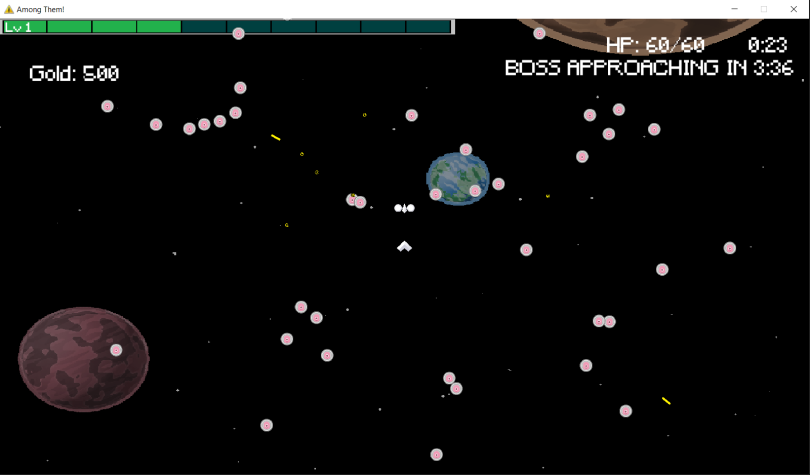 Among Them!
Lv 1
HP: 60/60 0:23
Gold: 500
BOSS APPROACHING IN 3:36